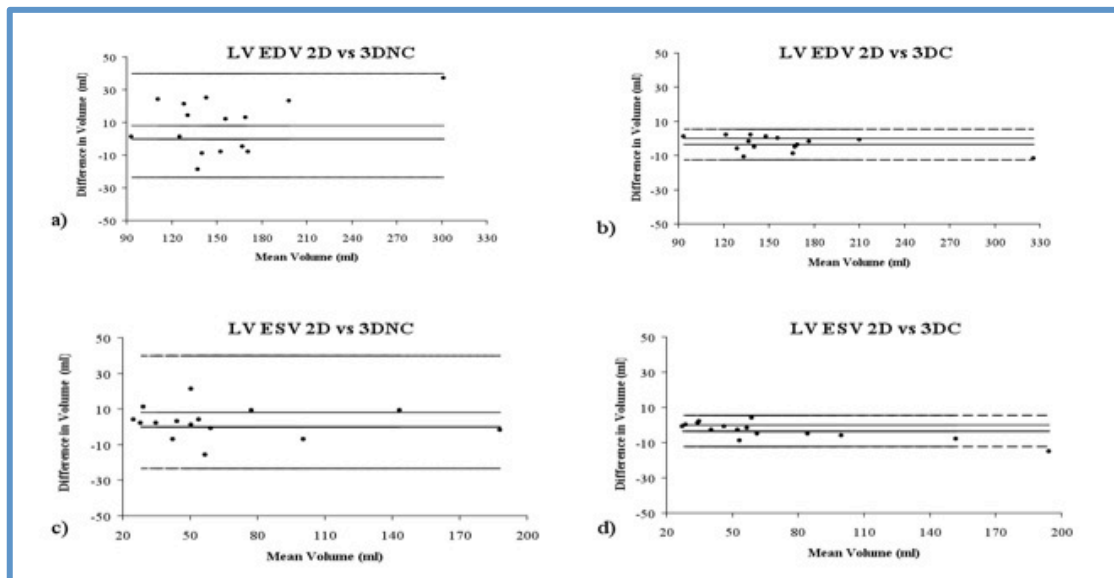 LV EDV 2D vs 3DNC
Difference in Volume (ml)
50
30
10
-10
-30
-50
a)
90 120 150 180 210 240 270 300 330
Mean Volume (ml)
LV EDV 2D vs 3DC
Difference in Volume (ml)
50
30
10
-10
-30
-50
b)
90 120 150 180 210 240 270 300 330
Mean Volume (ml)
LV ESV 2D vs 3DNC
Difference in Volume (ml)
50
30
10
-10
-30
-50
c)
20 50 80 110 140 170 200
Mean Volume (ml)
LV ESV 2D vs 3DC
Difference in Volume (ml)
50
30
10
-10
-30
-50
d)
20 50 80 110 140 170 200
Mean Volume (ml)